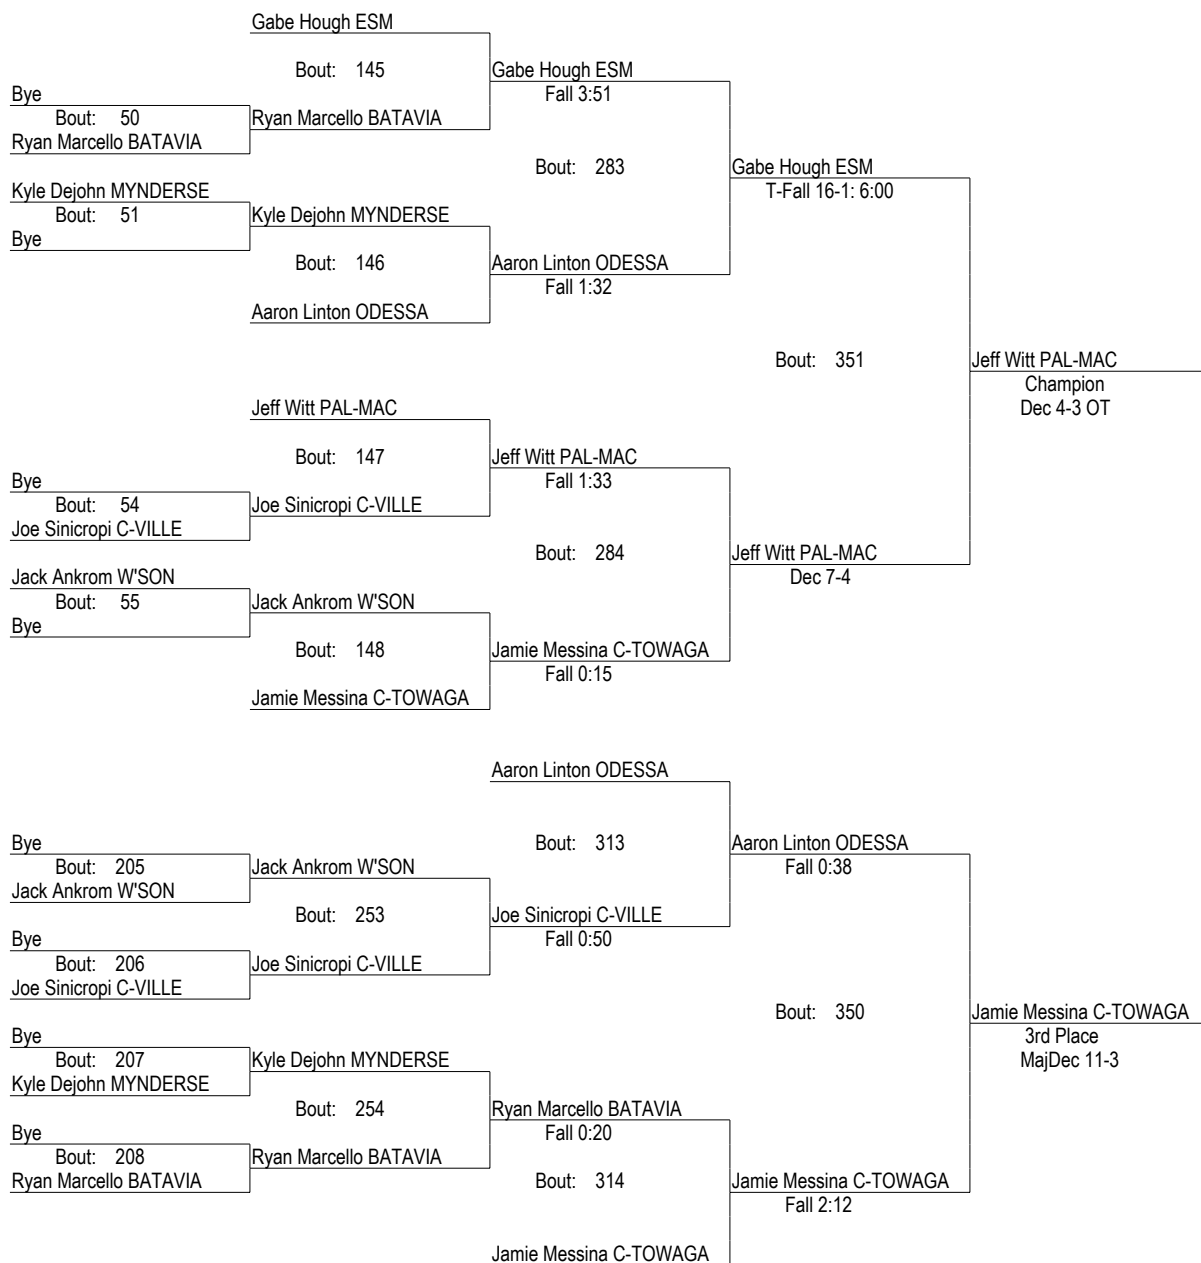 Gabe Hough ESM
Bout: 145
Gabe Hough ESM
Bye
Fall 3:51
Bout: 50
Ryan Marcello BATAVIA
Ryan Marcello BATAVIA
Bout: 283
Gabe Hough ESM
Kyle Dejohn MYNDERSE
T-Fall 16-1: 6:00
Bout: 51
Kyle Dejohn MYNDERSE
Bye
Bout: 146
Aaron Linton ODESSA
Fall 1:32
Aaron Linton ODESSA
Bout: 351
Jeff Witt PAL-MAC
Champion
Jeff Witt PAL-MAC
Dec 4-3 OT
Bout: 147
Jeff Witt PAL-MAC
Bye
Fall 1:33
Bout: 54
Joe Sinicropi C-VILLE
Joe Sinicropi C-VILLE
Bout: 284
Jeff Witt PAL-MAC
Jack Ankrom W'SON
Dec 7-4
Bout: 55
Jack Ankrom W'SON
Bye
Bout: 148
Jamie Messina C-TOWAGA
Fall 0:15
Jamie Messina C-TOWAGA
Aaron Linton ODESSA
Bye
Bout: 313
Aaron Linton ODESSA
Bout: 205
Jack Ankrom W'SON
Fall 0:38
Jack Ankrom W'SON
Bout: 253
Joe Sinicropi C-VILLE
Bye
Fall 0:50
Bout: 206
Joe Sinicropi C-VILLE
Joe Sinicropi C-VILLE
Bout: 350
Jamie Messina C-TOWAGA
Bye
3rd Place
Bout: 207
Kyle Dejohn MYNDERSE
MajDec 11-3
Kyle Dejohn MYNDERSE
Bout: 254
Ryan Marcello BATAVIA
Bye
Fall 0:20
Bout: 208
Ryan Marcello BATAVIA
Ryan Marcello BATAVIA
Bout: 314
Jamie Messina C-TOWAGA
Fall 2:12
Jamie Messina C-TOWAGA